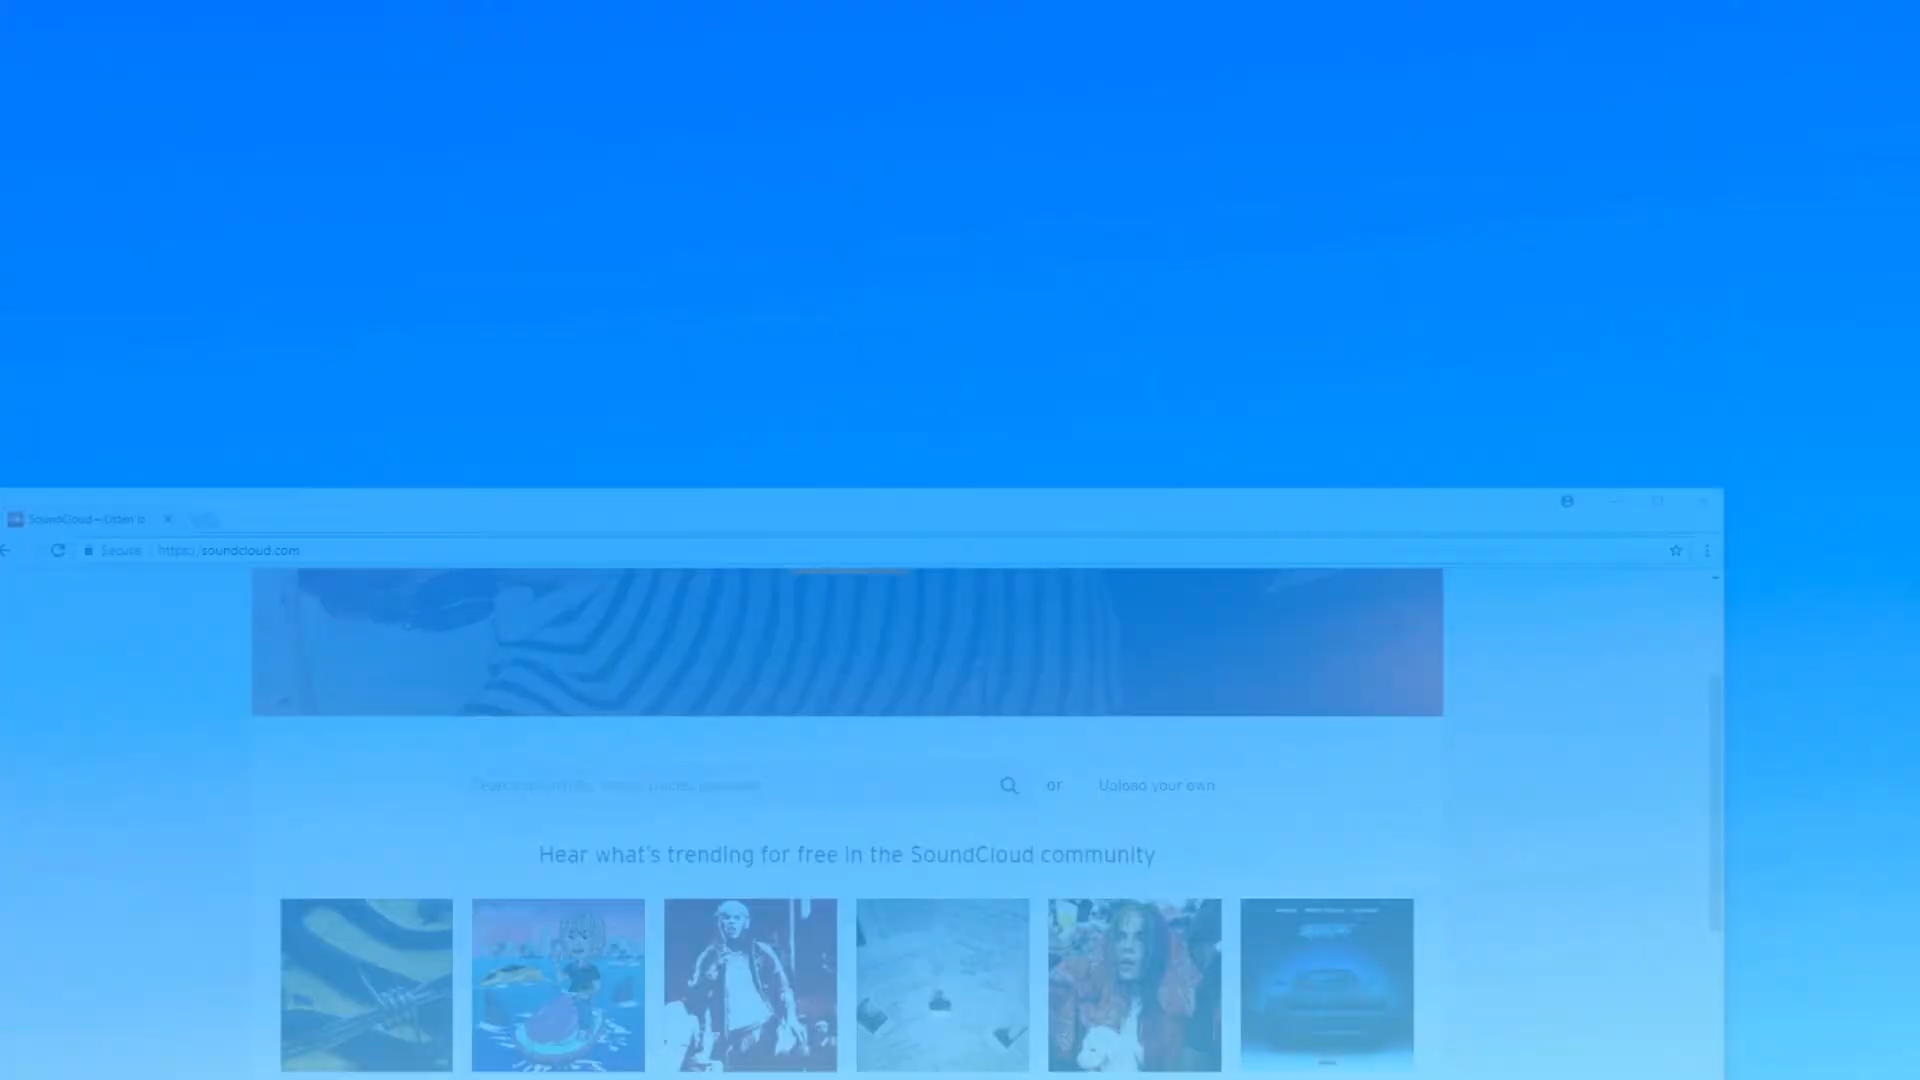 SoundCloud – Listen to
Secure https://soundcloud.com
or Upload your own
Hear what's trending for free in the SoundCloud community